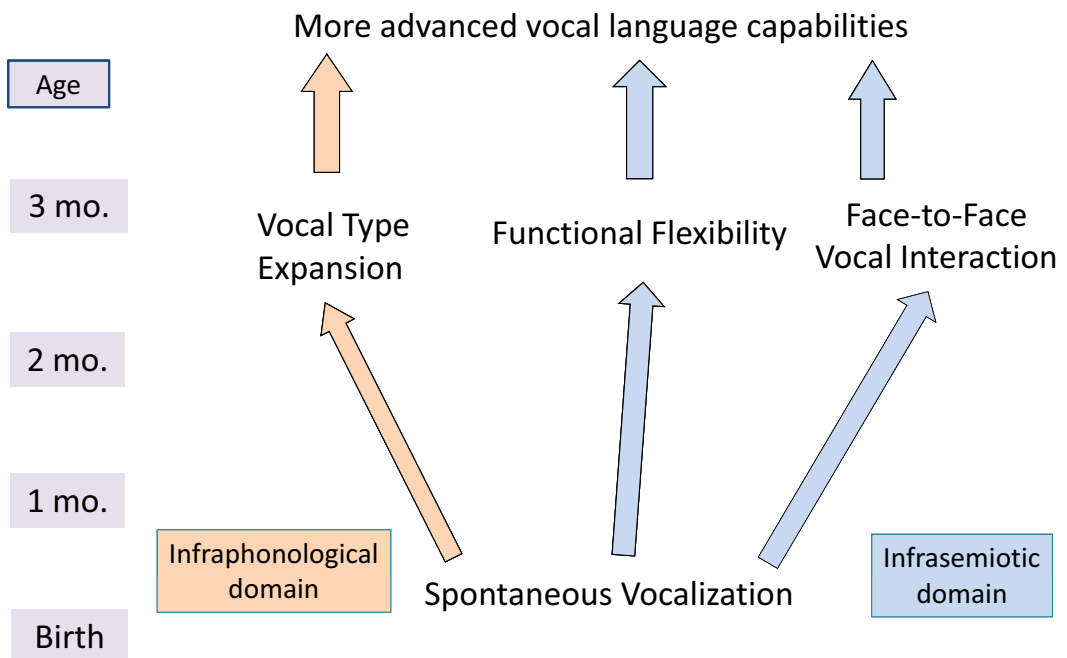 More advanced vocal language capabilities
Age
3 mo.
Vocal Type
Expansion
Functional Flexibility
Face-to-Face
Vocal Interaction
2 mo.
1 mo.
Infraphonological
domain
Spontaneous Vocalization
Infrasemiotic
domain
Birth